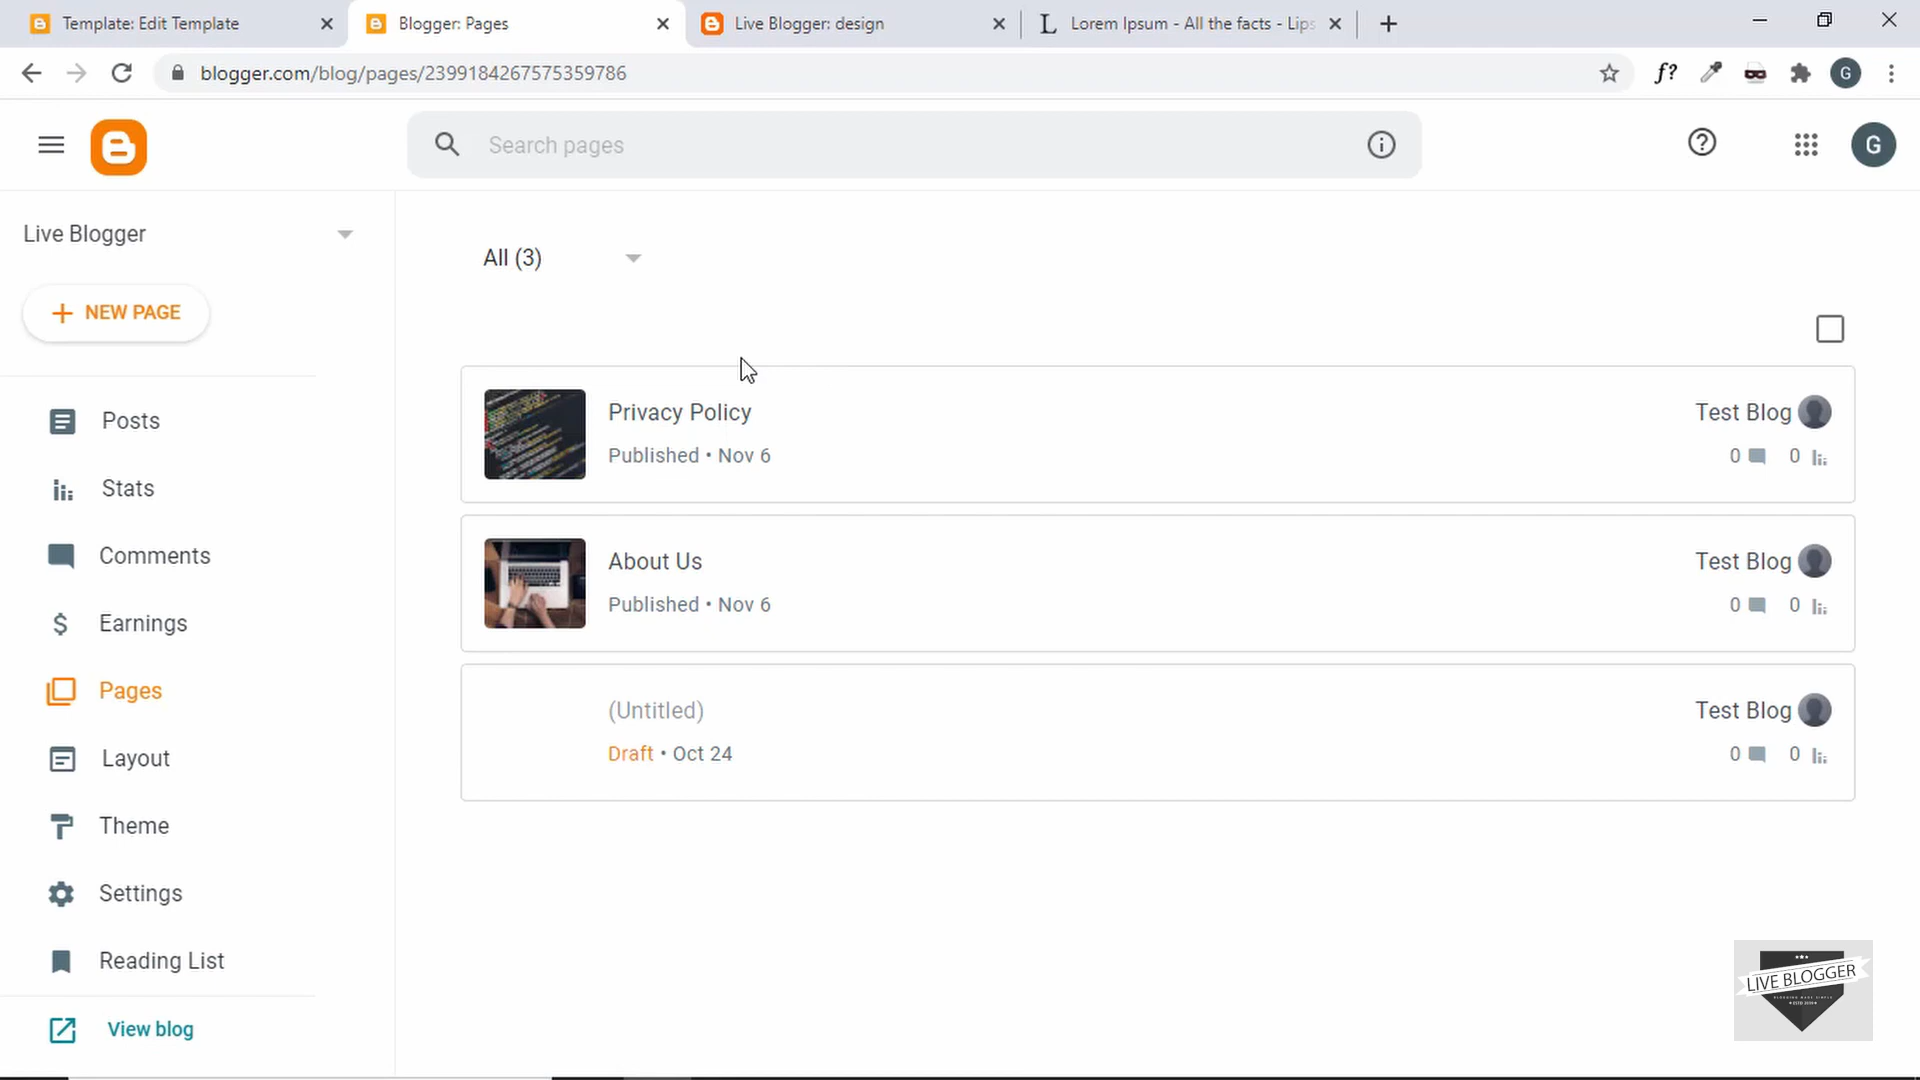 Template: Edit Template
Blogger: Pages
Live Blogger: design
Lorem Ipsum - All the facts - Lips
blogger.com/blog/pages/2399184267575359786
f?
G
Search pages
G
Live Blogger
All (3)
+ NEW PAGE
Posts
Stats
Comments
Earnings
Pages
Layout
Theme
Settings
Reading List
View blog
Privacy Policy
Test Blog
Published • Nov 6
0 0
About Us
Test Blog
Published • Nov 6
0 0
(Untitled)
Test Blog
Draft • Oct 24
0 0
LIVE BLOGGER